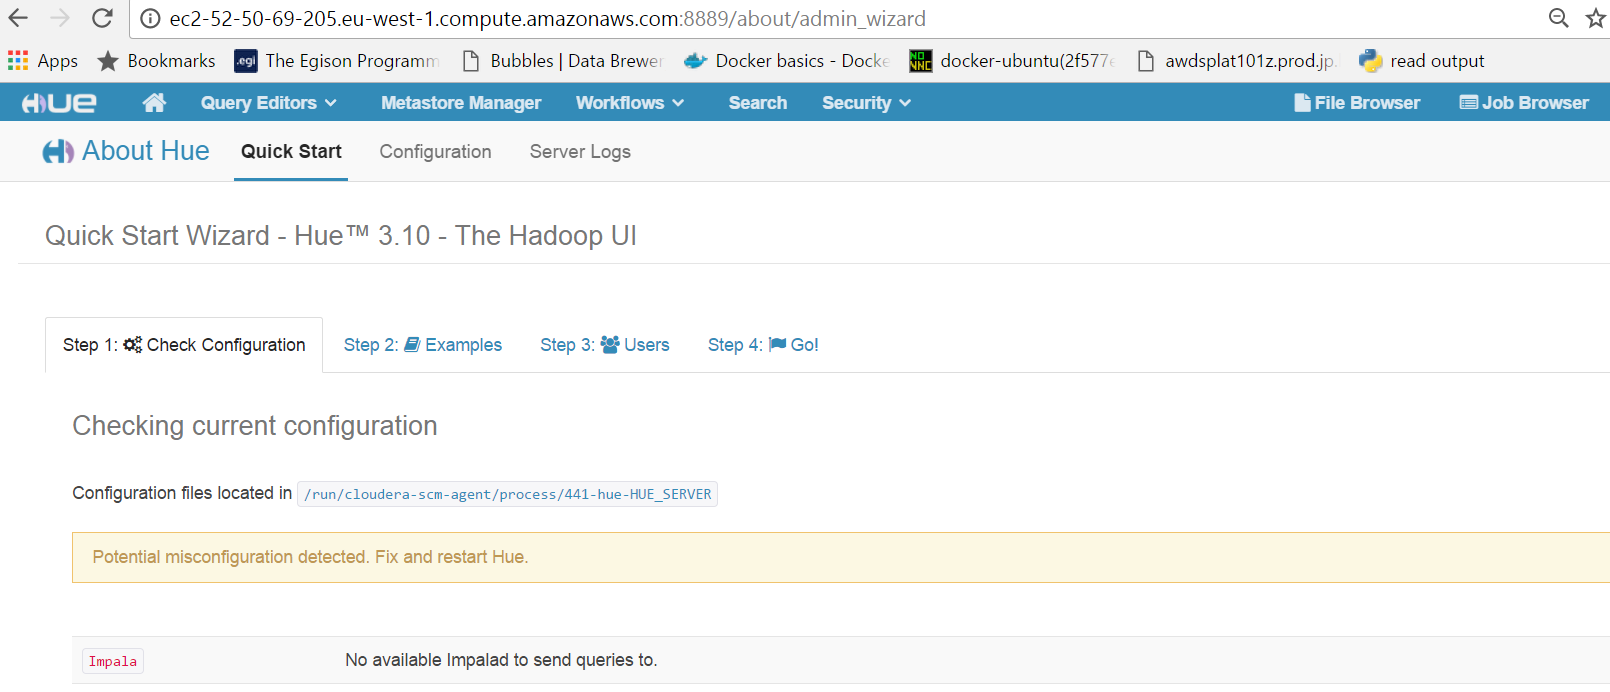 ec2-52-50-69-205.eu-west-1.compute.amazonaws.com:8889/about/admin_wizard
Apps Bookmarks .egi The Egison Programm Bubbles | Data Brewer Docker basics - Docke docker-ubuntu(2f577e awdsplat101z.prod.jp. read output
HUE Query Editors Metastore Manager Workflows Search Security File Browser Job Browser
About Hue Quick Start Configuration Server Logs
Quick Start Wizard - Hue™ 3.10 - The Hadoop UI
Step 1: Check Configuration Step 2: Examples Step 3: Users Step 4: Go!
Checking current configuration
Configuration files located in /run/cloudera-scm-agent/process/441-hue-HUE_SERVER
Potential misconfiguration detected. Fix and restart Hue.
Impala No available Impalad to send queries to.